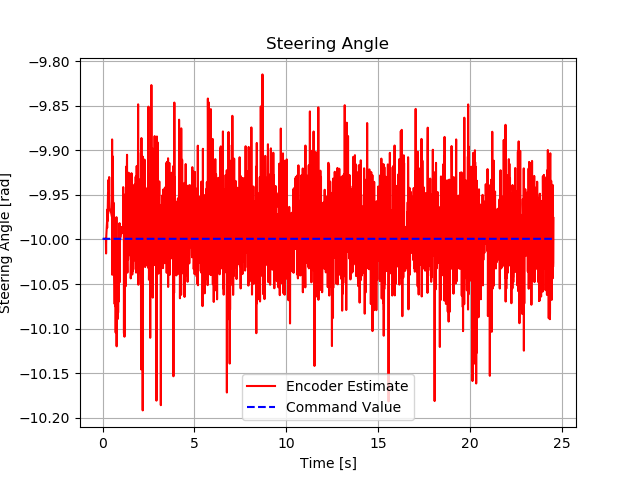 Steering Angle
−9.80
−9.85
−9.90
−9.95
−10.00
−10.05
−10.10
−10.15
−10.20
Steering Angle [rad]
Encoder Estimate
Command Value
0 5 10 15 20 25
Time [s]